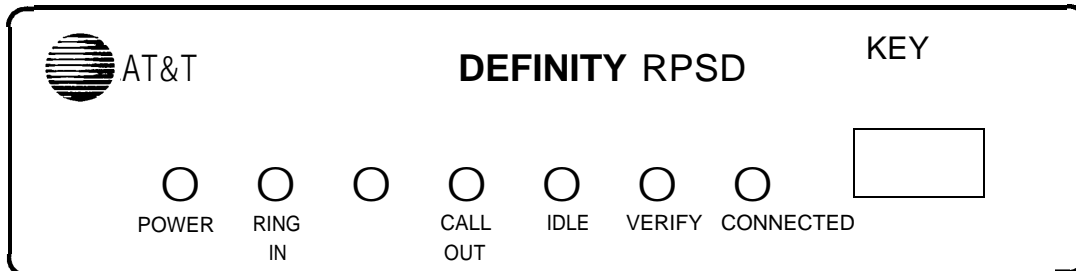 AT&T
DEFINITY RPSD
KEY
POWER
RING IN
CALL OUT
IDLE
VERIFY
CONNECTED